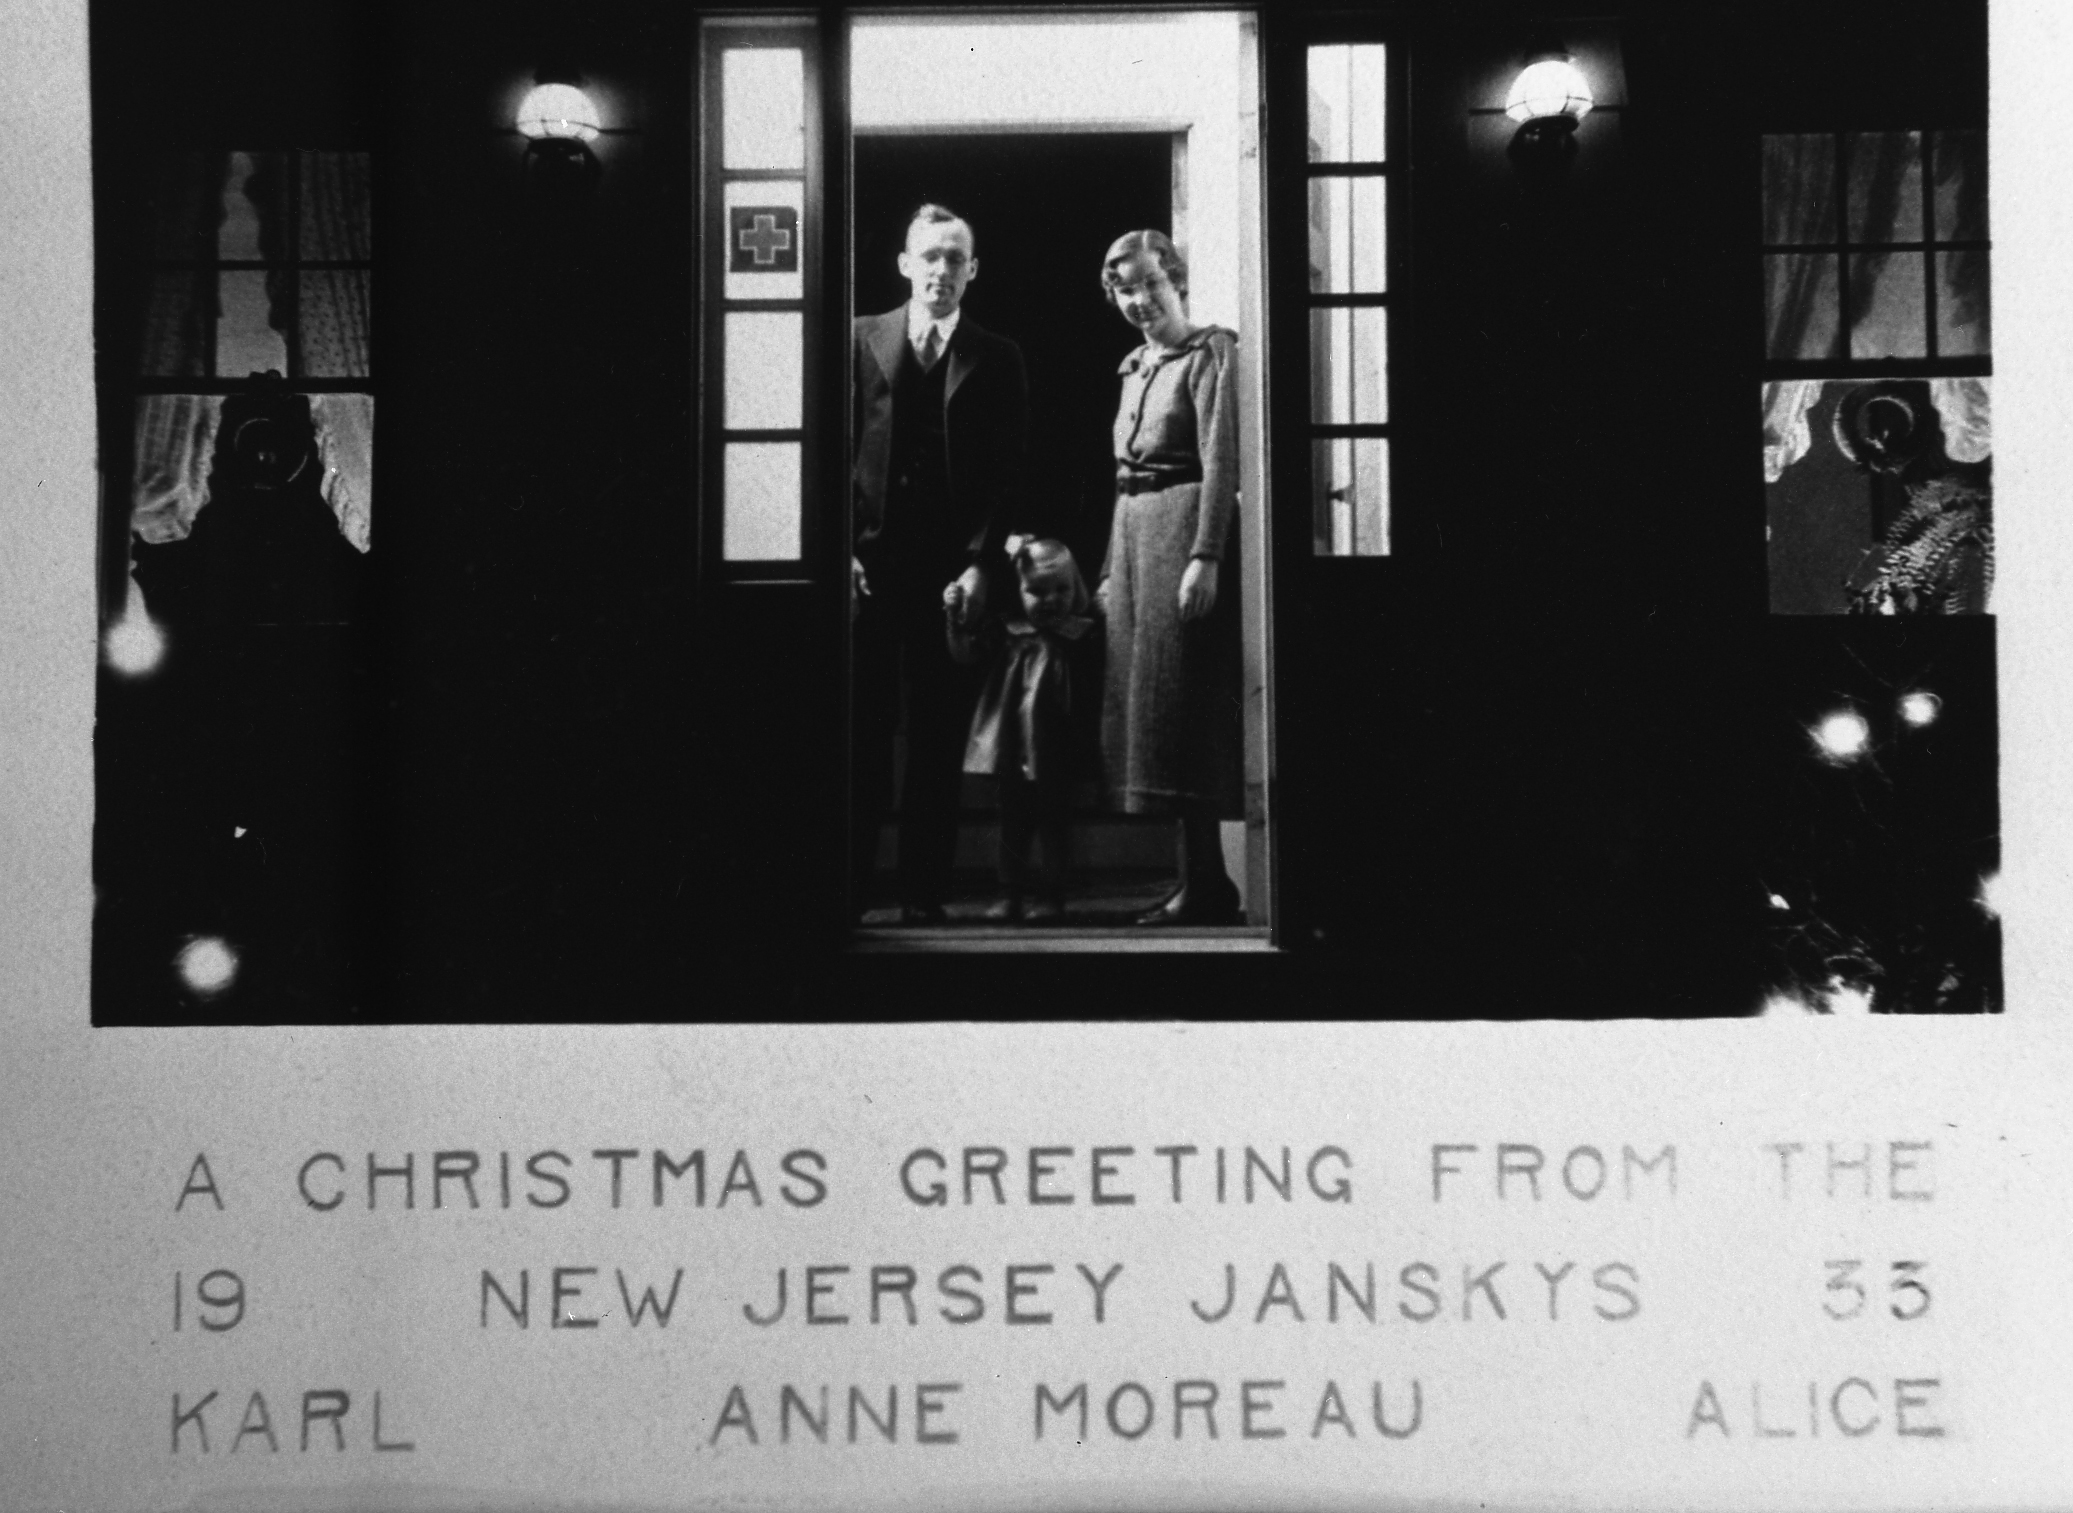 A CHRISTMAS GREETING FROM THE
19 NEW JERSEY JANSKYS 33
KARL ANNE MOREAU ALICE